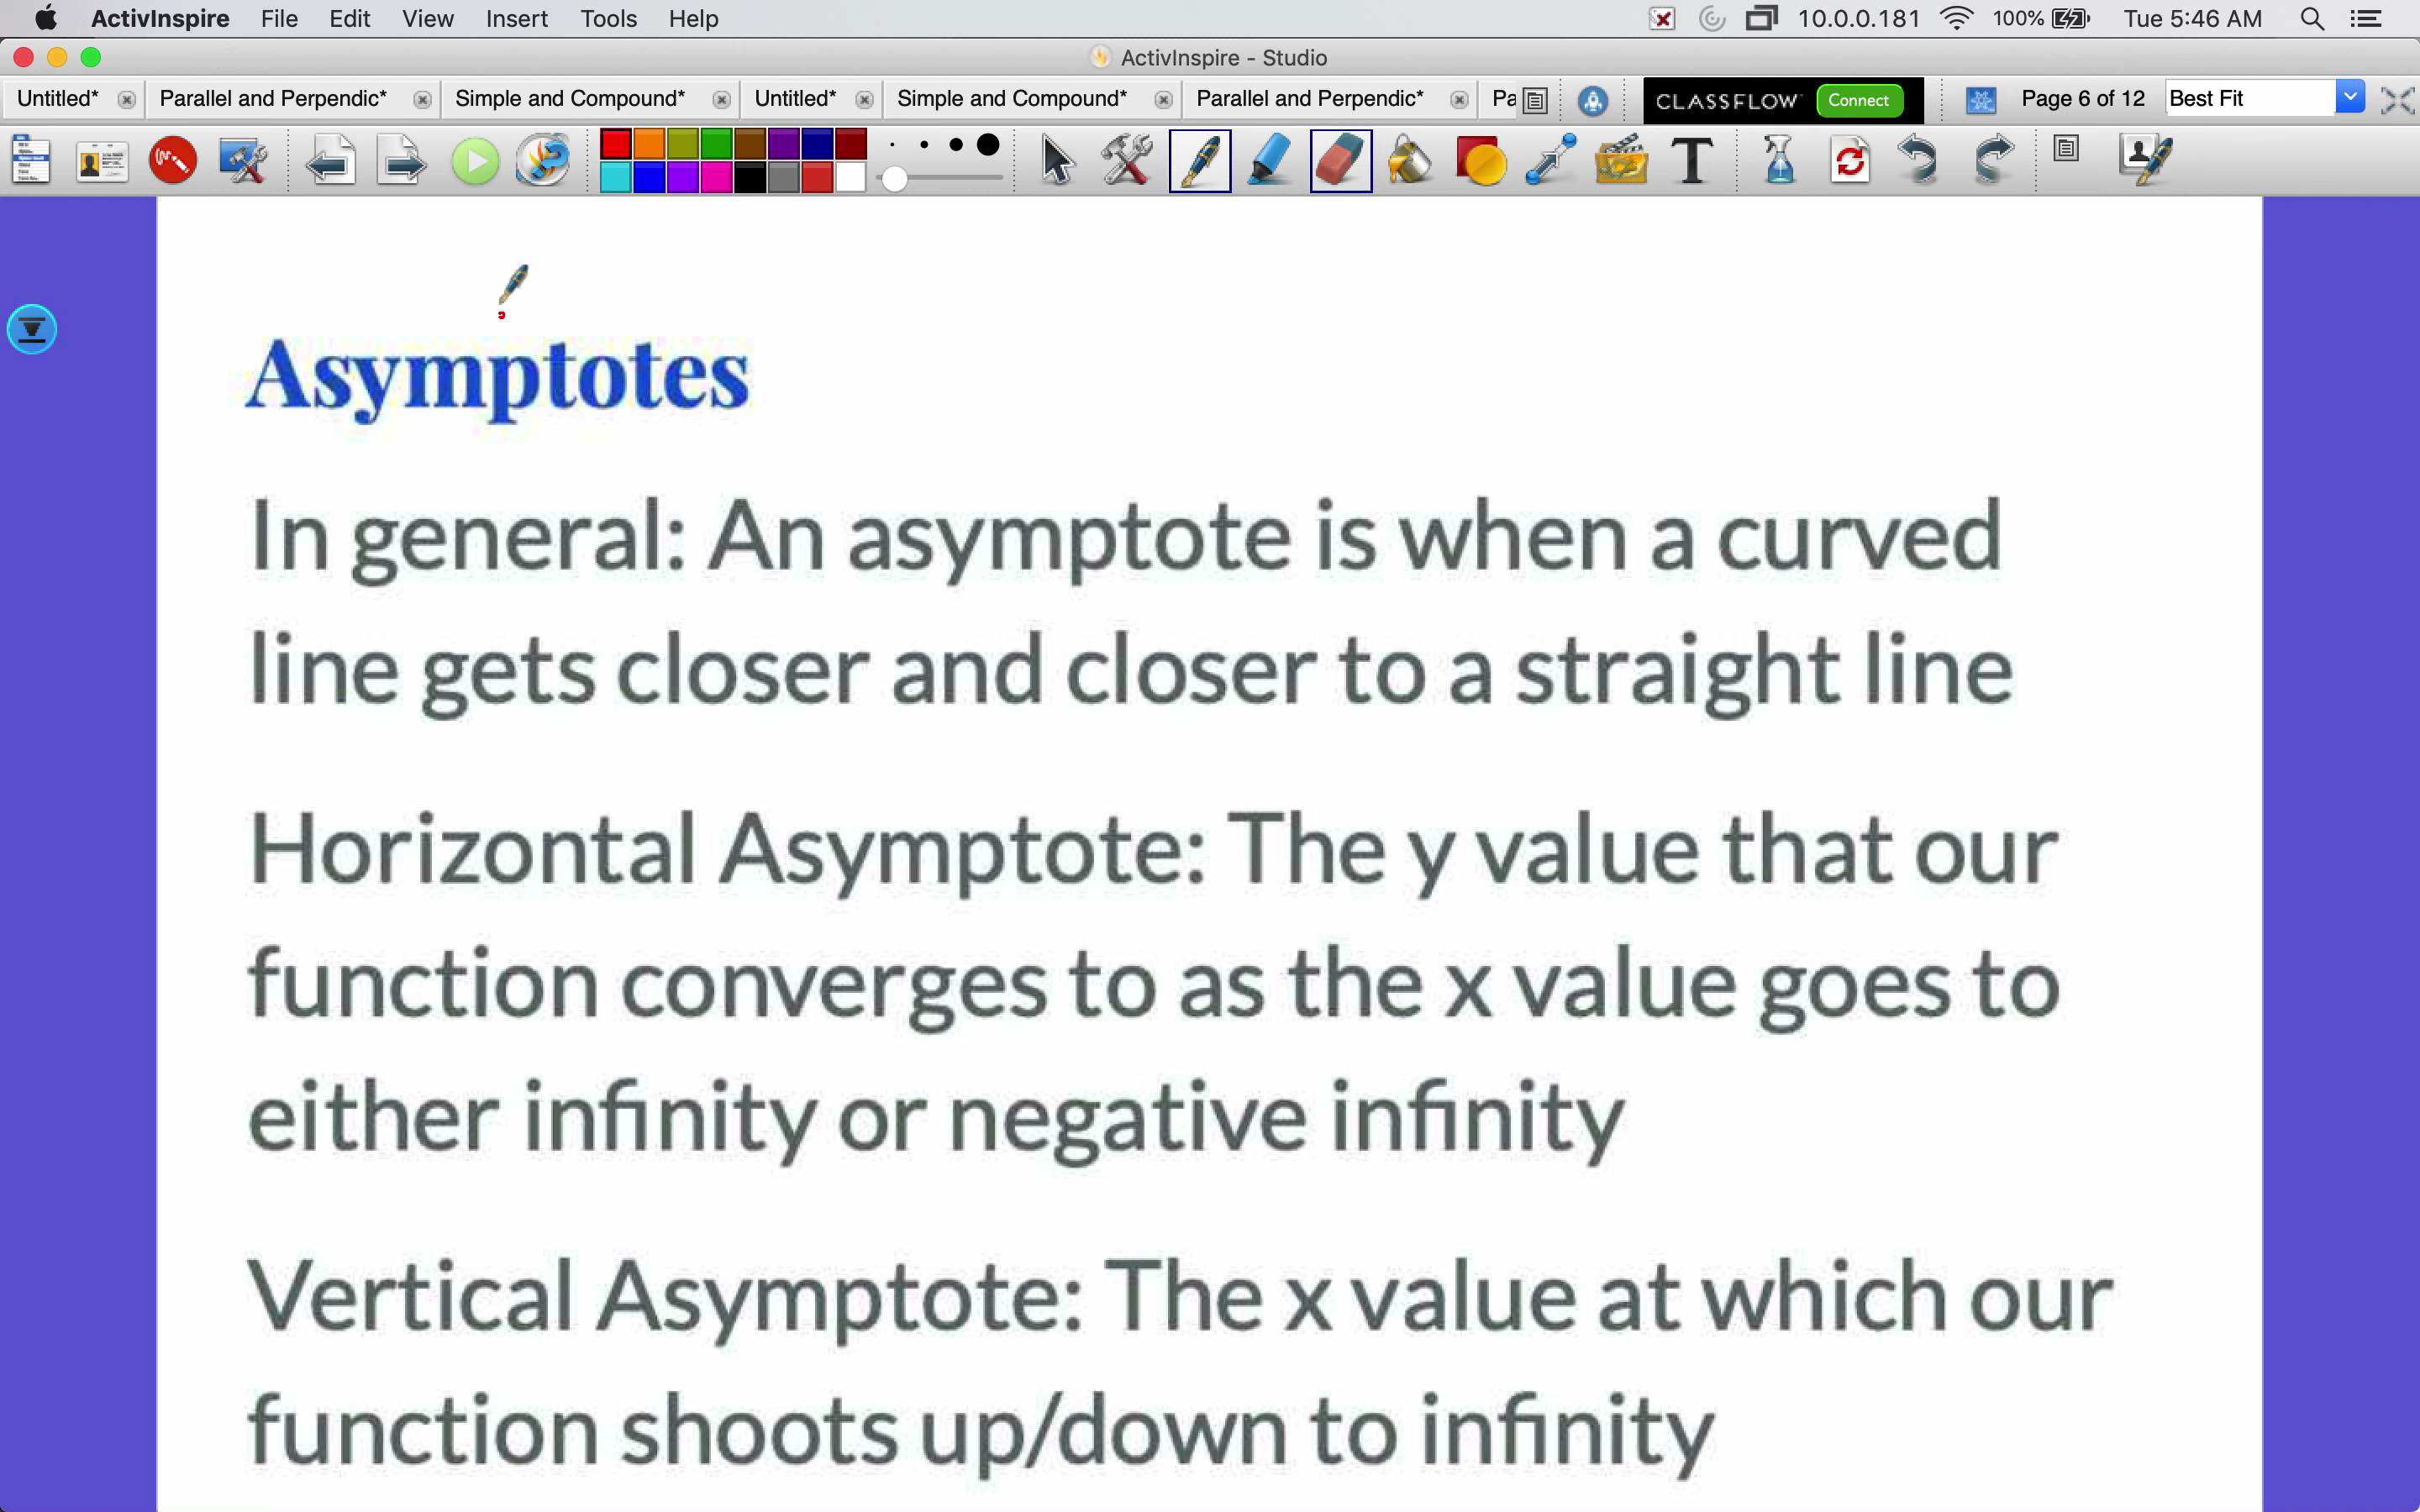 ActivInspire File Edit View Insert Tools Help 10.0.0.181 100% Tue 5:46 AM
ActivInspire - Studio
Untitled* Parallel and Perpendic* Simple and Compound* Untitled* Simple and Compound* Parallel and Perpendic* Pa CLASSFLOW Connect Page 6 of 12 Best Fit
T
Asymptotes
In general: An asymptote is when a curved
line gets closer and closer to a straight line
Horizontal Asymptote: The y value that our
function converges to as the x value goes to
either infinity or negative infinity
Vertical Asymptote: The x value at which our
function shoots up/down to infinity